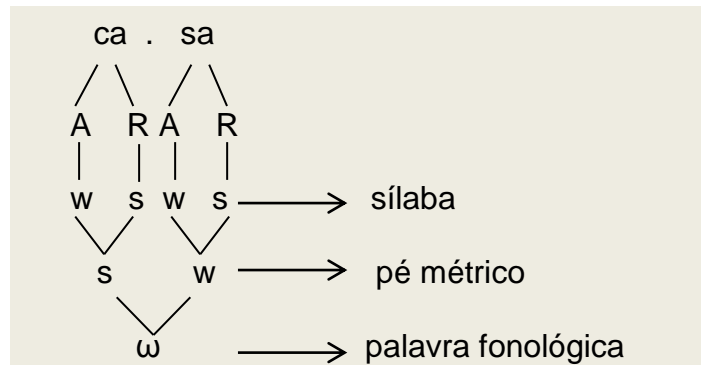 ca . sa
A R A R
w s w s sílaba
s w pé métrico
ω palavra fonológica